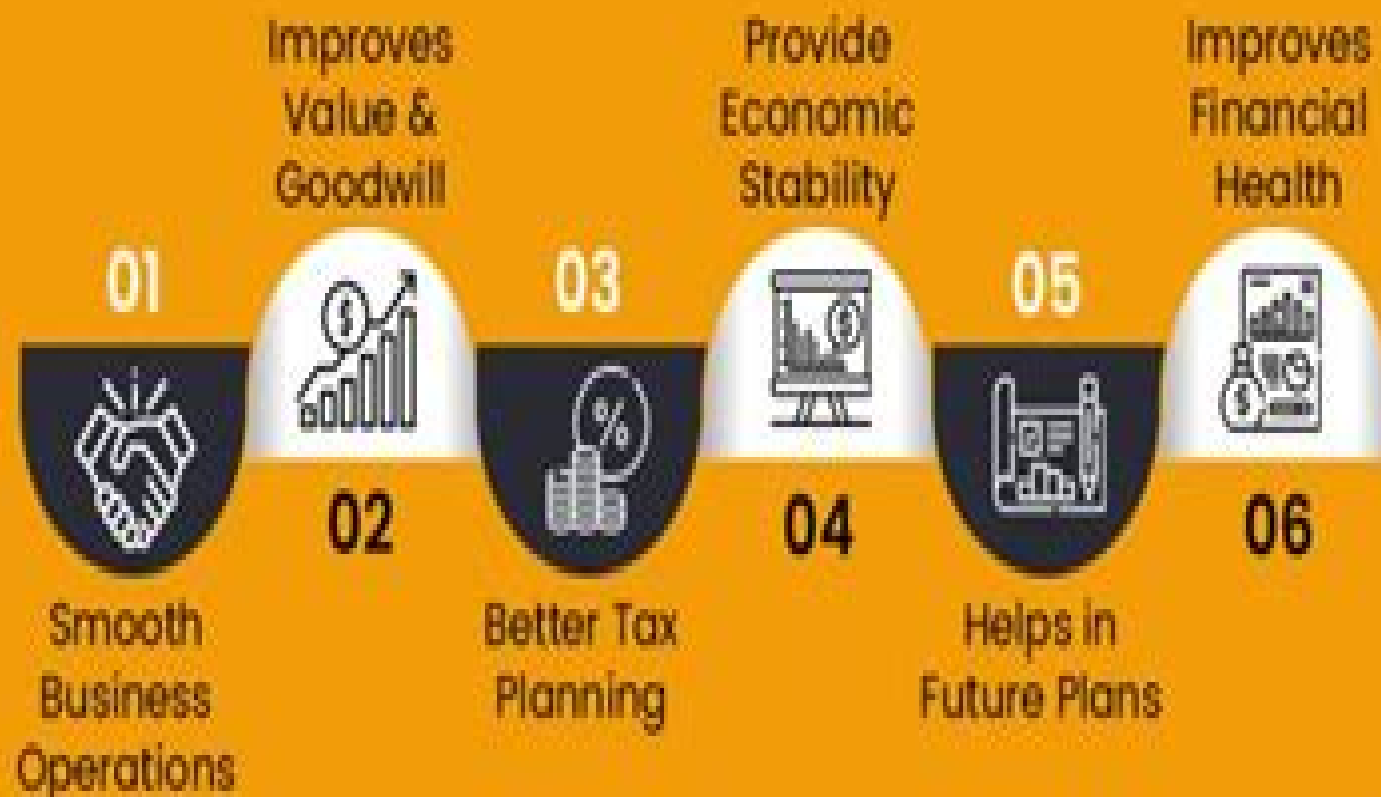 01
Smooth
Business
Operations
Improves
Value &
Goodwill
02
03
Better Tax
Planning
Provide
Economic
Stability
04
05
Helps in
Future Plans
Improves
Financial
Health
06